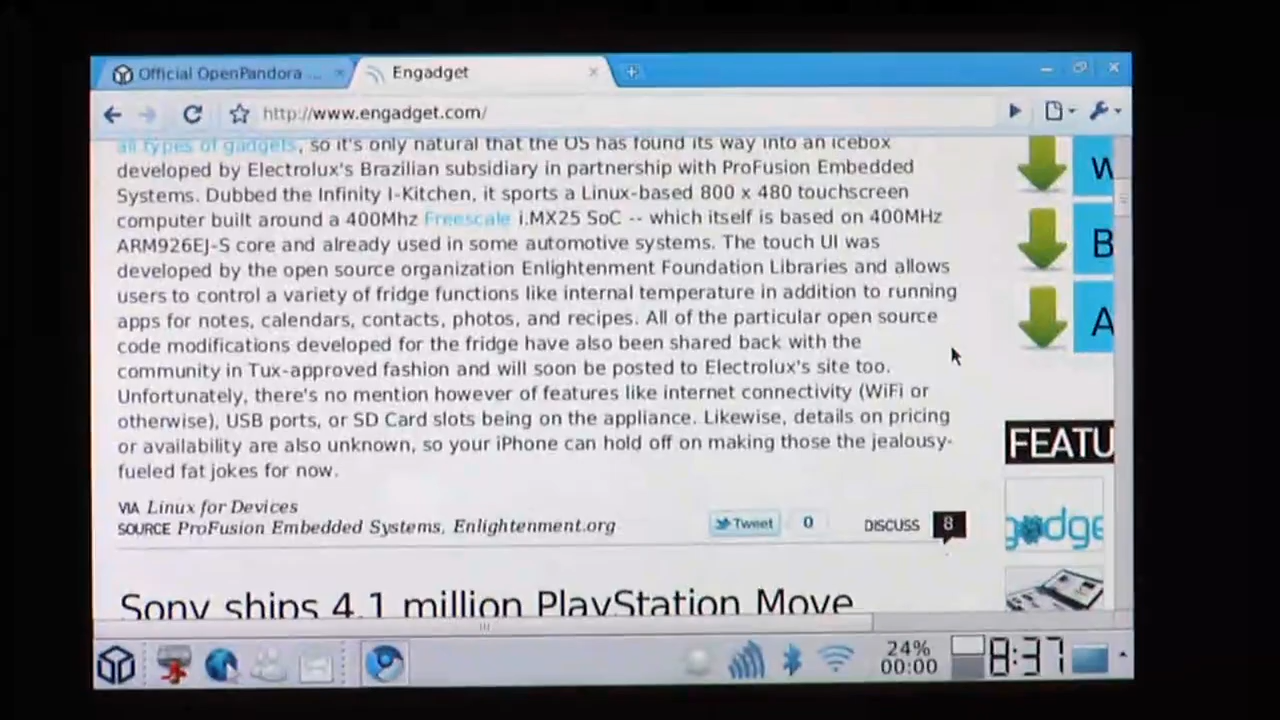 Official OpenPandora ...
Engadget
http://www.engadget.com/
all types of gadgets, so it's only natural that the OS has found its way into an icebox
developed by Electrolux's Brazilian subsidiary in partnership with ProFusion Embedded
Systems. Dubbed the Infinity I-Kitchen, it sports a Linux-based 800 x 480 touchscreen
computer built around a 400Mhz Freescale i.MX25 SoC -- which itself is based on 400MHz
ARM926EJ-S core and already used in some automotive systems. The touch UI was
developed by the open source organization Enlightenment Foundation Libraries and allows
users to control a variety of fridge functions like internal temperature in addition to running
apps for notes, calendars, contacts, photos, and recipes. All of the particular open source
code modifications developed for the fridge have also been shared back with the
community in Tux-approved fashion and will soon be posted to Electrolux's site too.
Unfortunately, there's no mention however of features like internet connectivity (WiFi or
otherwise), USB ports, or SD Card slots being on the appliance. Likewise, details on pricing
or availability are also unknown, so your iPhone can hold off on making those the jealousy-
fueled fat jokes for now.
VIA Linux for Devices
SOURCE ProFusion Embedded Systems, Enlightenment.org
Tweet 0 DISCUSS 8
Sony ships 4.1 million PlayStation Move
W
B
A
FEATU
gadge
24%
00:00
8:37